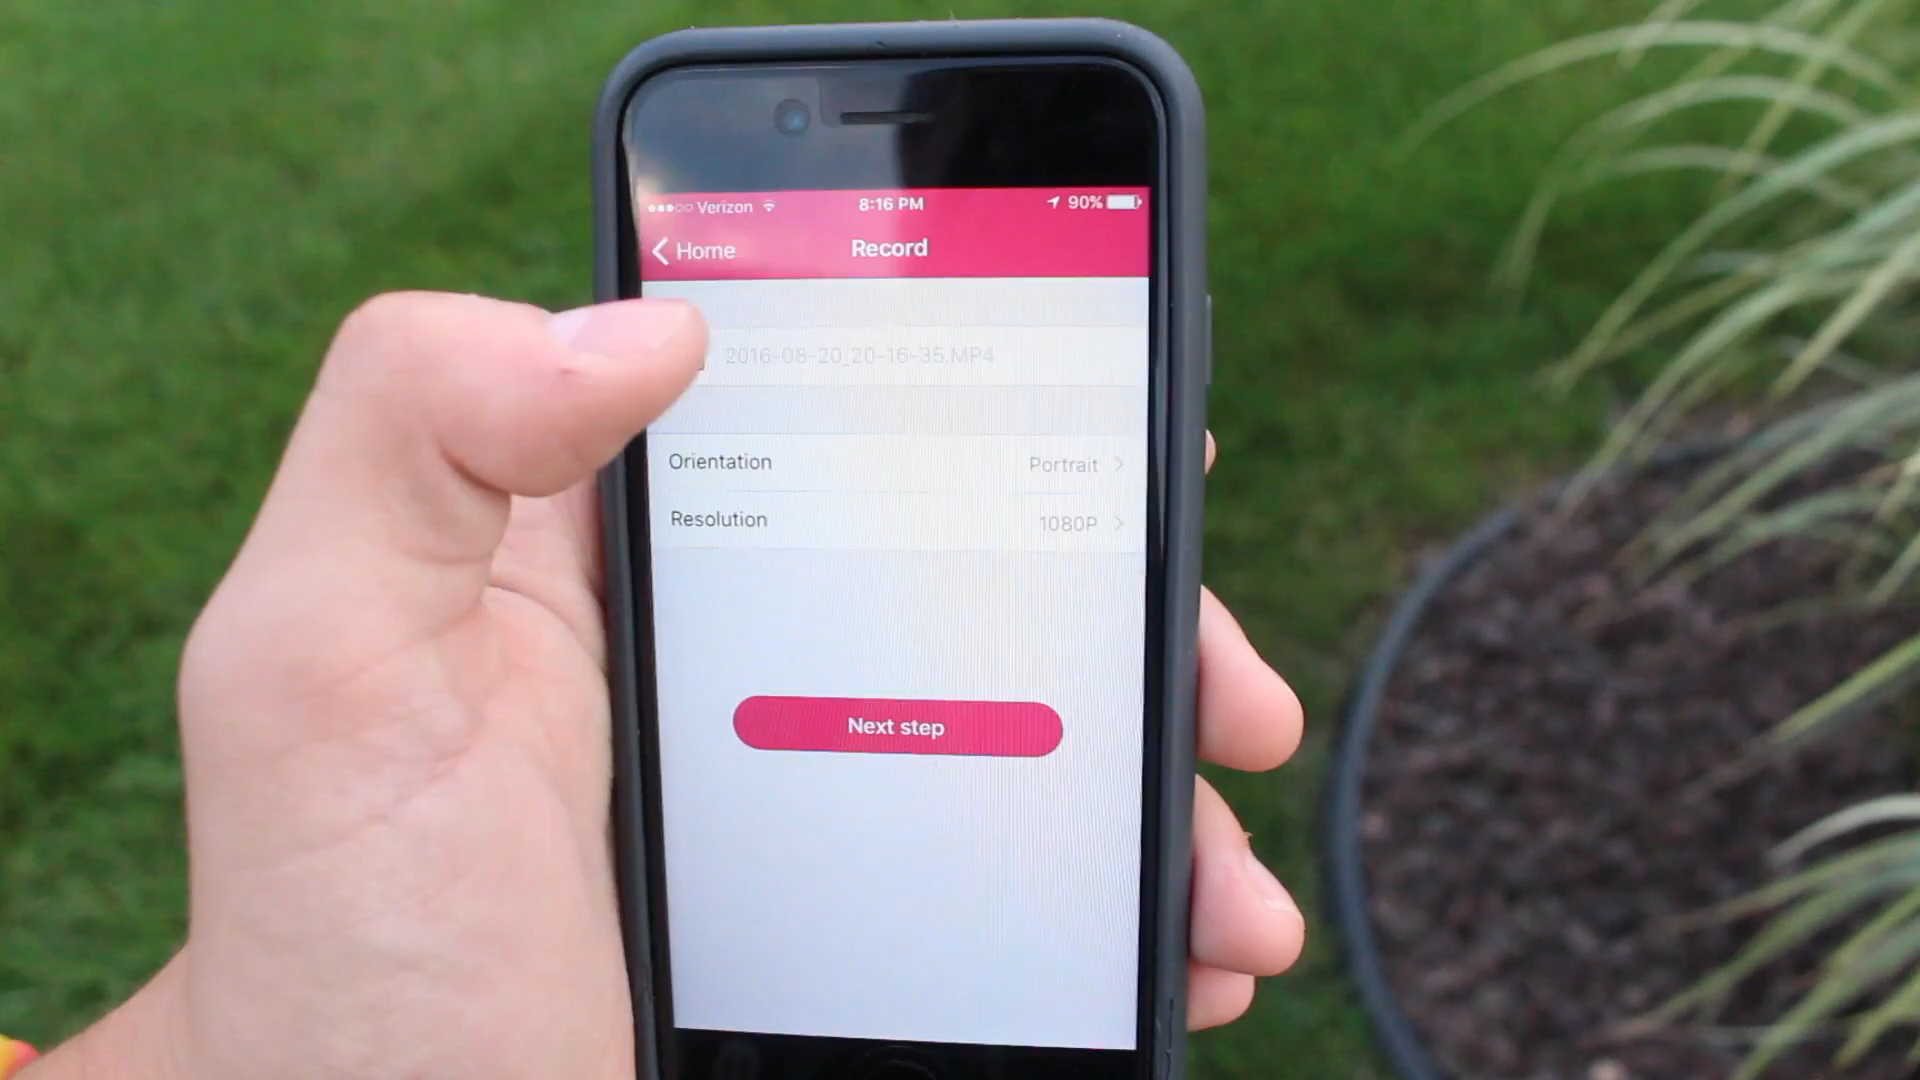 Verizon 8:16 PM 90%
Home Record
2016-08-20_20-16-35.MP4
Orientation Portrait
Resolution 1080P
Next step